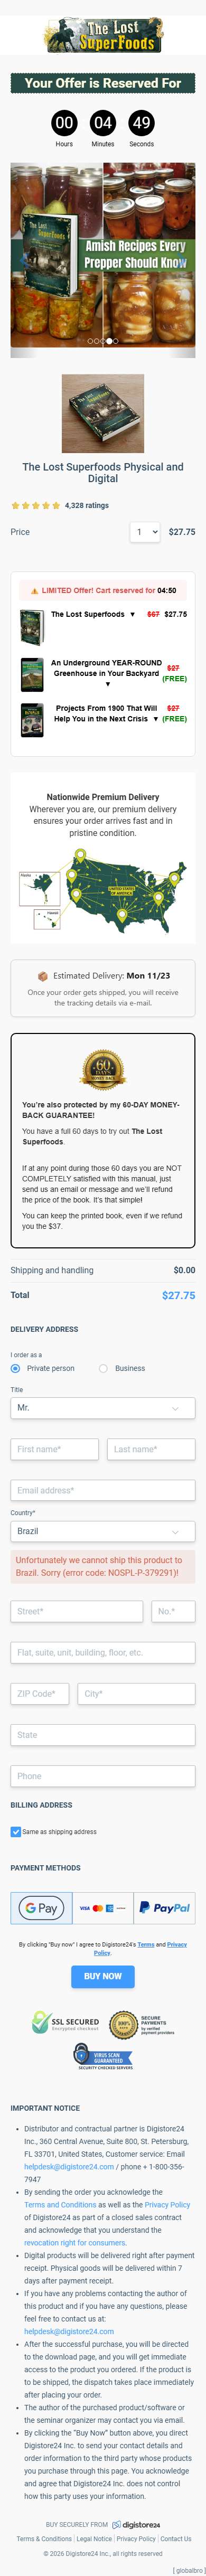 The Lost
SuperFoods
Your Offer is Reserved For
00 04 49
Hours Minutes Seconds
Amish Recipes Every
Prepper Should Know
The Lost Superfoods Physical and
Digital
4,328 ratings
Price 1 $27.75
LIMITED Offer! Cart reserved for 04:50
The Lost Superfoods ▼ $67 $27.75
An Underground YEAR-ROUND
Greenhouse in Your Backyard
▼
$27
(FREE)
Projects From 1900 That Will
Help You in the Next Crisis ▼
$27
(FREE)
Nationwide Premium Delivery
Wherever you are, our premium delivery
ensures your order arrives fast and in
pristine condition.
Alaska
Hawaii
UNITED STATES
OF AMERICA
Estimated Delivery: Mon 11/23
Once your order gets shipped, you will receive
the tracking details via e-mail.
60
DAYS
MONEY BACK
You're also protected by my 60-DAY MONEY-
BACK GUARANTEE!
You have a full 60 days to try out The Lost
Superfoods.
If at any point during those 60 days you are NOT
COMPLETELY satisfied with this manual, just
send us an email or message and we'll refund
the price of the book. It's that simple!
You can keep the printed book, even if we refund
you the $37.
Shipping and handling $0.00
Total $27.75
DELIVERY ADDRESS
I order as a
Private person Business
Title
Mr.
First name* Last name*
Email address*
Country*
Brazil
Unfortunately we cannot ship this product to
Brazil. Sorry (error code: NOSPL-P-379291)!
Street* No.*
Flat, suite, unit, building, floor, etc.
ZIP Code* City*
State
Phone
BILLING ADDRESS
Same as shipping address
PAYMENT METHODS
G Pay VISA PayPal
By clicking "Buy now" I agree to Digistore24's Terms and Privacy
Policy.
BUY NOW
SSL SECURED
Encrypted checkout
SECURE
PAYMENTS
by verified
payment providers
VIRUS SCAN
GUARANTEED
SECURITY CHECKED SERVERS
IMPORTANT NOTICE
• Distributor and contractual partner is Digistore24
Inc., 360 Central Avenue, Suite 800, St. Petersburg,
FL 33701, United States, Customer service: Email
helpdesk@digistore24.com / phone + 1-800-356-
7947
• By sending the order you acknowledge the
Terms and Conditions as well as the Privacy Policy
of Digistore24 as part of a closed sales contract
and acknowledge that you understand the
revocation right for consumers.
• Digital products will be delivered right after payment
receipt. Physical goods will be delivered within 7
days after payment receipt.
• If you have any problems contacting the author of
this product and if you have any questions, please
feel free to contact us at:
helpdesk@digistore24.com
• After the successful purchase, you will be directed
to the download page, and you will get immediate
access to the product you ordered. If the product is
to be shipped, the dispatch takes place immediately
after placing your order.
• The author of the purchased product/software or
the seminar organizer may contact you via email.
• By clicking the "Buy Now" button above, you direct
Digistore24 Inc. to send your contact details and
order information to the third party whose products
you purchase through this page. You acknowledge
and agree that Digistore24 Inc. does not control
how this party uses your information.
BUY SECURELY FROM digistore24
Terms & Conditions | Legal Notice | Privacy Policy | Contact Us
© 2026 Digistore24 Inc., all rights reserved
[ globalbro ]